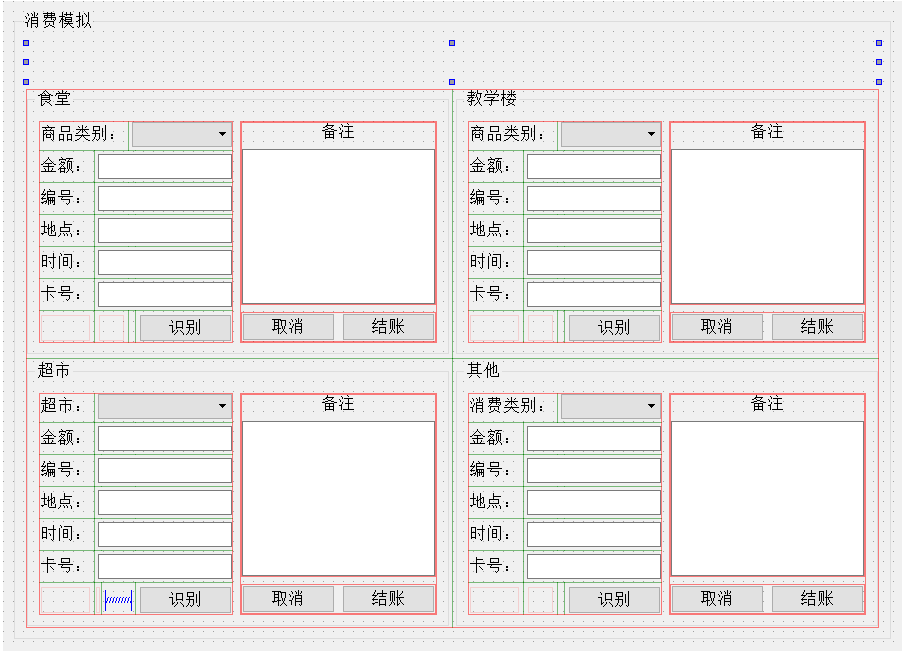 消费模拟
食堂
商品类别：
备注
金额：
编号：
地点：
时间：
卡号：
识别
取消
结账
教学楼
商品类别：
备注
金额：
编号：
地点：
时间：
卡号：
识别
取消
结账
超市
超市：
备注
金额：
编号：
地点：
时间：
卡号：
识别
取消
结账
其他
消费类别：
备注
金额：
编号：
地点：
时间：
卡号：
识别
取消
结账